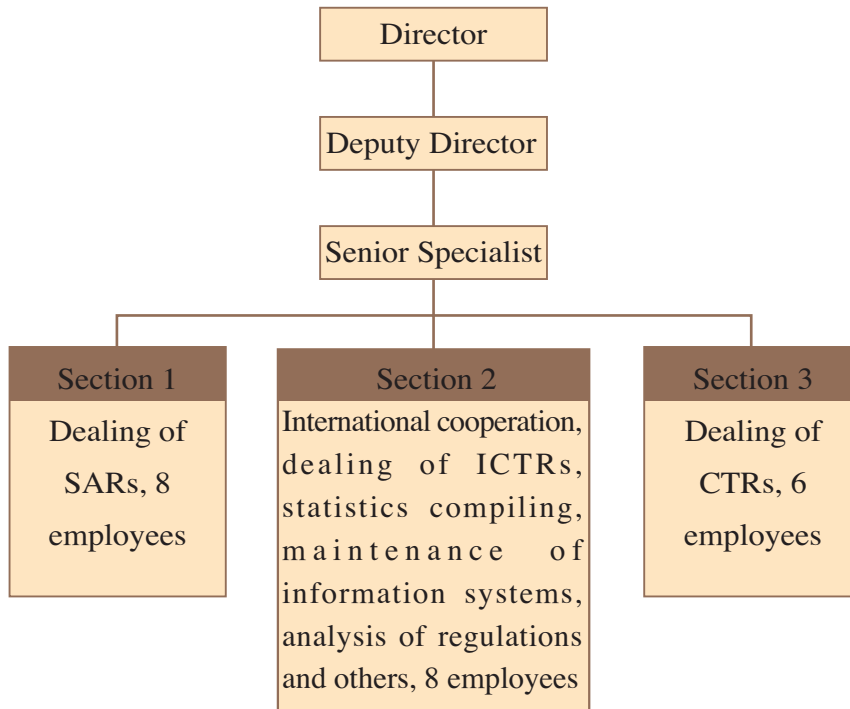 Director
Deputy Director
Senior Specialist
Section 1
Dealing of
SARs, 8
employees
Section 2
International cooperation,
dealing of ICTRs,
statistics compiling,
maintenance of
information systems,
analysis of regulations
and others, 8 employees
Section 3
Dealing of
CTRs, 6
employees